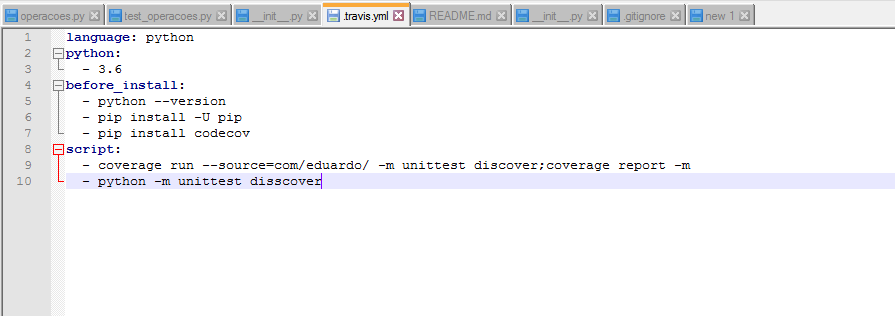 operacoes.py test_operacoes.py __init__.py .travis.yml README.md __init__.py .gitignore new 1
1 language: python
2 python:
3 - 3.6
4 before_install:
5 - python --version
6 - pip install -U pip
7 - pip install codecov
8 script:
9 - coverage run --source=com/eduardo/ -m unittest discover;coverage report -m
10 - python -m unittest disscover